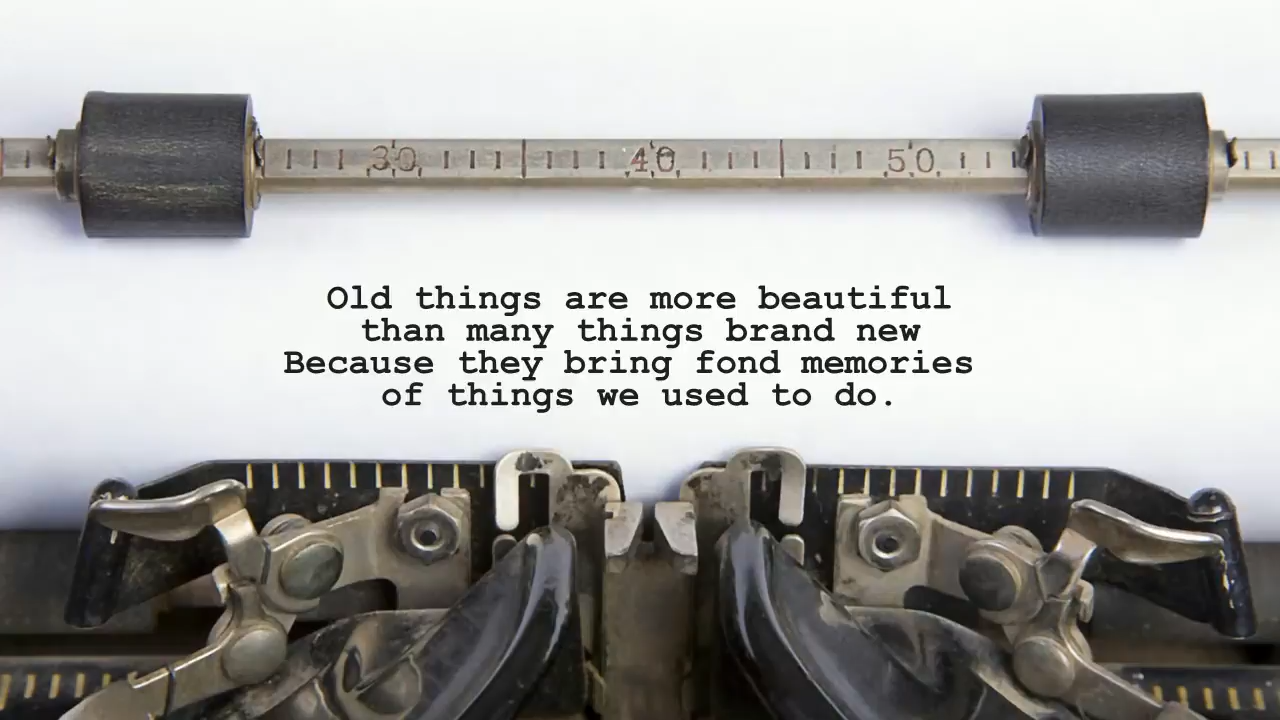 30 40 50
Old things are more beautiful
than many things brand new
Because they bring fond memories
of things we used to do.